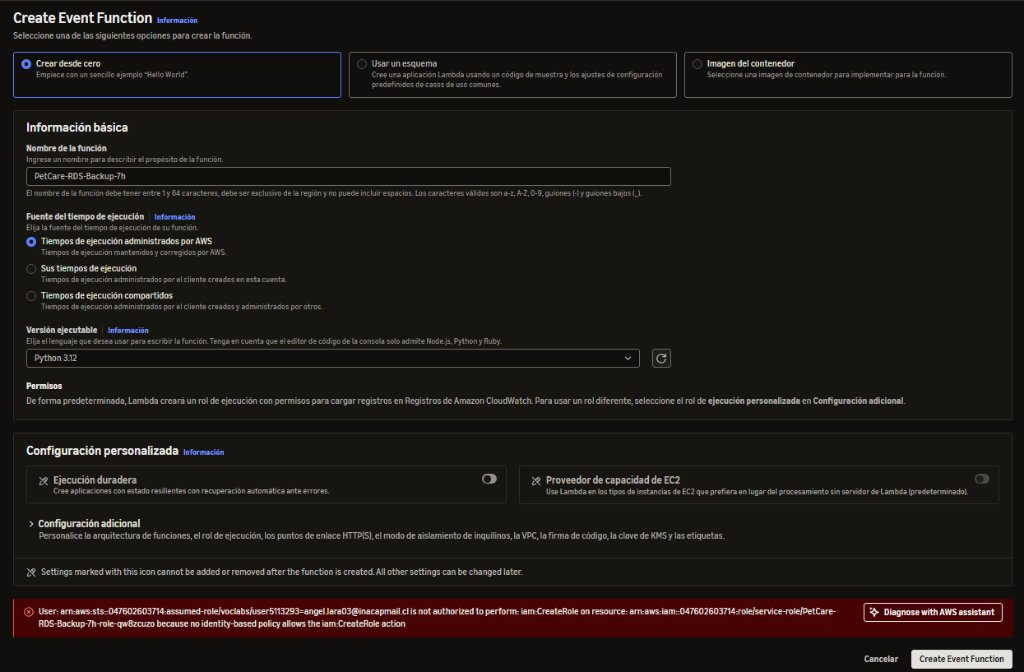 Create Event Function Información
Seleccione una de las siguientes opciones para crear la función.
Crear desde cero
Empiece con un sencillo ejemplo "Hello World".
Usar un esquema
Cree una aplicación Lambda usando un código de muestra y los ajustes de configuración
predefinidos de casos de uso comunes.
Imagen del contenedor
Seleccione una imagen de contenedor para implementar para la función.
Información básica
Nombre de la función
Ingrese un nombre para describir el propósito de la función.
PetCare-RDS-Backup-7h
El nombre de la función debe tener entre 1 y 64 caracteres, debe ser exclusivo de la región y no puede incluir espacios. Los caracteres válidos son a-z, A-Z, 0-9, guiones (-) y guiones bajos (_).
Fuente del tiempo de ejecución Información
Elija la fuente del tiempo de ejecución de su función.
Tiempos de ejecución administrados por AWS
Tiempos de ejecución mantenidos y corregidos por AWS.
Sus tiempos de ejecución
Tiempos de ejecución administrados por el cliente creados en esta cuenta.
Tiempos de ejecución compartidos
Tiempos de ejecución administrados por el cliente creados y administrados por otros.
Versión ejecutable Información
Elija el lenguaje que desea usar para escribir la función. Tenga en cuenta que el editor de código de la consola solo admite Node.js, Python y Ruby.
Python 3.12
Permisos
De forma predeterminada, Lambda creará un rol de ejecución con permisos para cargar registros en Registros de Amazon CloudWatch. Para usar un rol diferente, seleccione el rol de ejecución personalizada en Configuración adicional.
Configuración personalizada Información
Ejecución duradera
Cree aplicaciones con estado resilientes con recuperación automática ante errores.
Proveedor de capacidad de EC2
Use Lambda en los tipos de instancias de EC2 que prefiera en lugar del procesamiento sin servidor de Lambda (predeterminado).
Configuración adicional
Personalice la arquitectura de funciones, el rol de ejecución, los puntos de enlace HTTP(S), el modo de aislamiento de inquilinos, la VPC, la firma de código, la clave de KMS y las etiquetas.
Settings marked with this icon cannot be added or removed after the function is created. All other settings can be changed later.
User: arn:aws:sts::047602603714:assumed-role/voclabs/user5113293=angel.lara03@inacapmail.cl is not authorized to perform: iam:CreateRole on resource: arn:aws:iam::047602603714:role/service-role/PetCare-
RDS-Backup-7h-role-qw8zcuzo because no identity-based policy allows the iam:CreateRole action
Diagnose with AWS assistant
Cancelar
Create Event Function